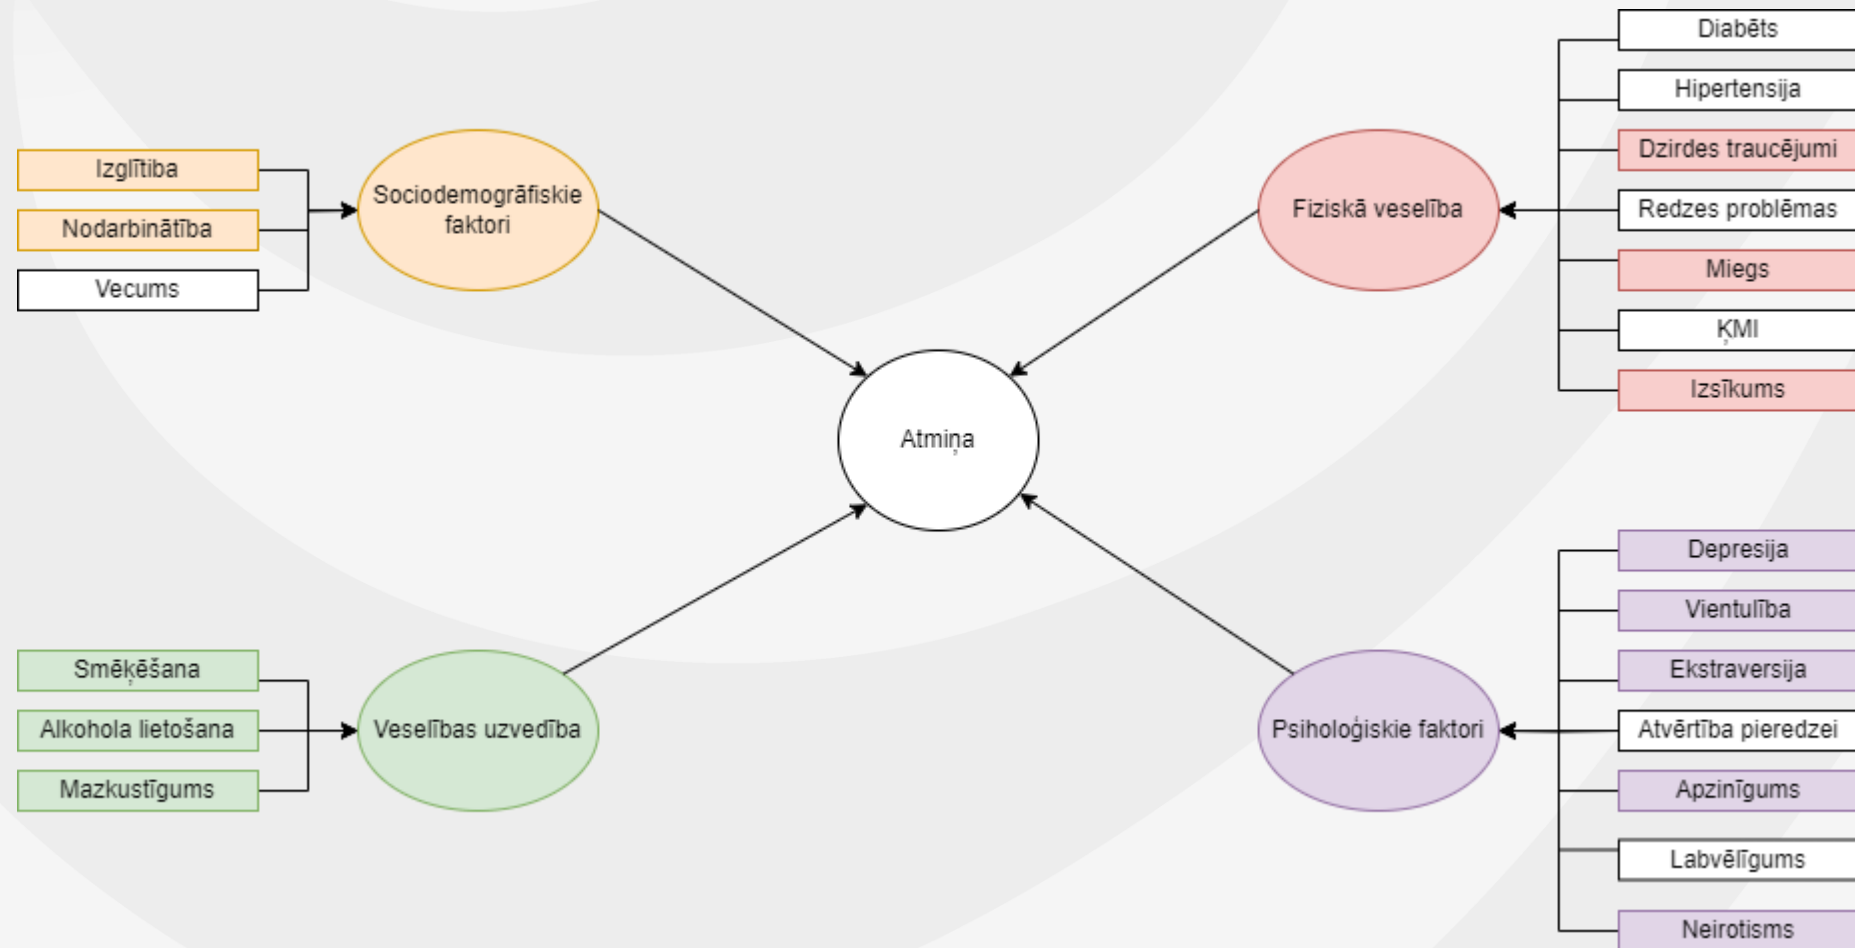 Izglītība
Nodarbinātība
Vecums
Sociodemogrāfiskie
faktori
Smēķēšana
Alkohola lietošana
Mazkustīgums
Veselības uzvedība
Atmiņa
Fiziskā veselība
Diabēts
Hipertensija
Dzirdes traucējumi
Redzes problēmas
Miegs
ĶMI
Izsīkums
Psiholoģiskie faktori
Depresija
Vientulība
Ekstraversija
Atvērtība pieredzei
Apzinīgums
Labvēlīgums
Neirotisms